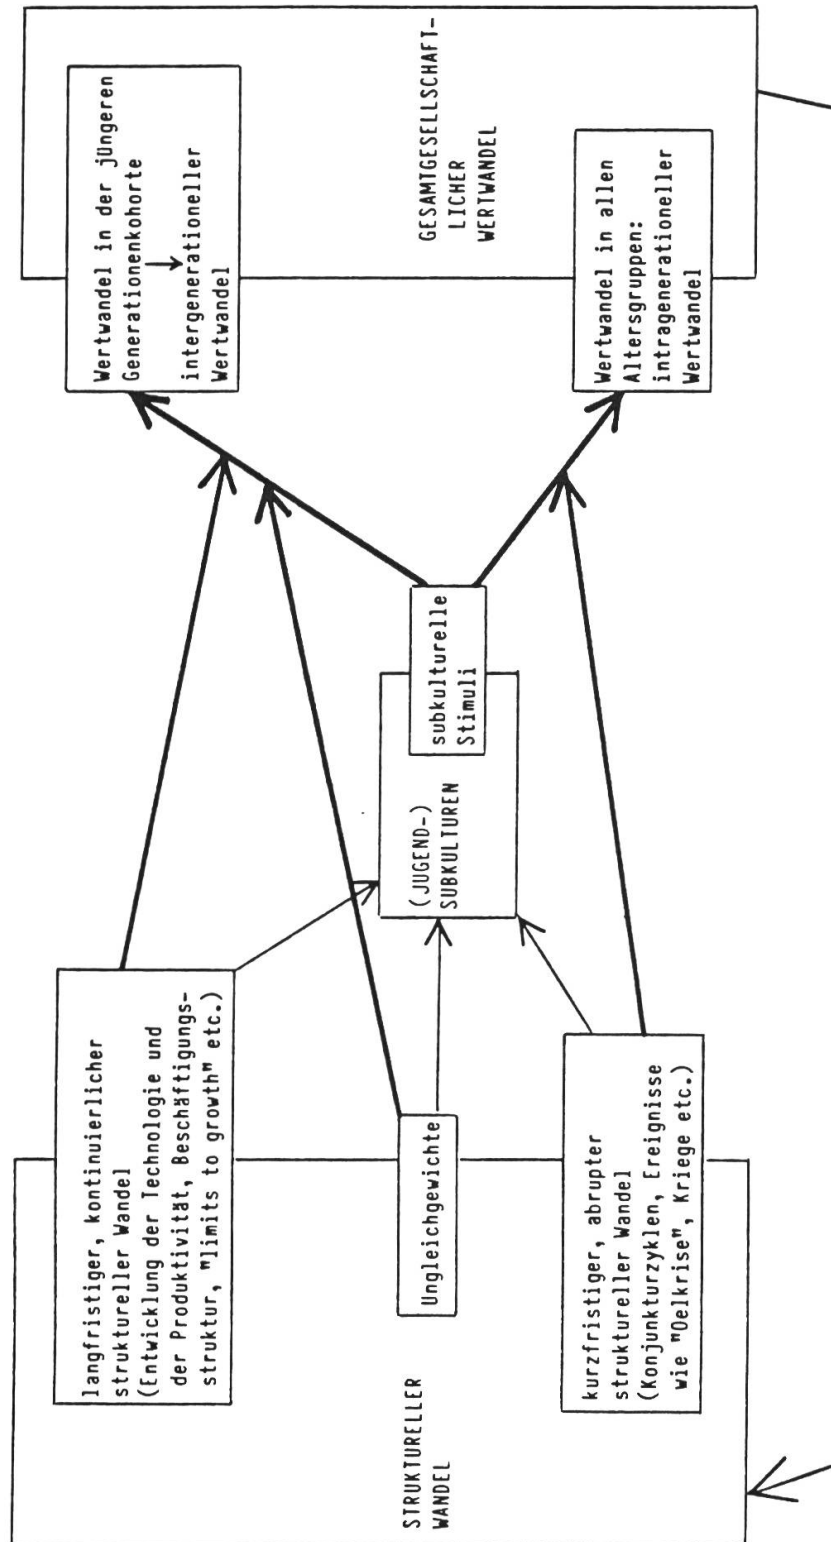 STRUKTURELLER
WANDEL
langfristiger, kontinuierlicher
struktureller Wandel
(Entwicklung der Technologie und
der Produktivität, Beschäftigungs-
struktur, "limits to growth" etc.)
Ungleichgewichte
kurzfristiger, abrupter
struktureller Wandel
(Konjunkturzyklen, Ereignisse
wie "Oelkrise", Kriege etc.)
(JUGEND-)
SUBKULTUREN
subkulturelle
Stimuli
Wertwandel in der jüngeren
Generationenkohorte
intergenerationeller
Wertwandel
GESAMTGESELLSCHAFT-
LICHER
WERTWANDEL
Wertwandel in allen
Altersgruppen:
intragenerationeller
Wertwandel